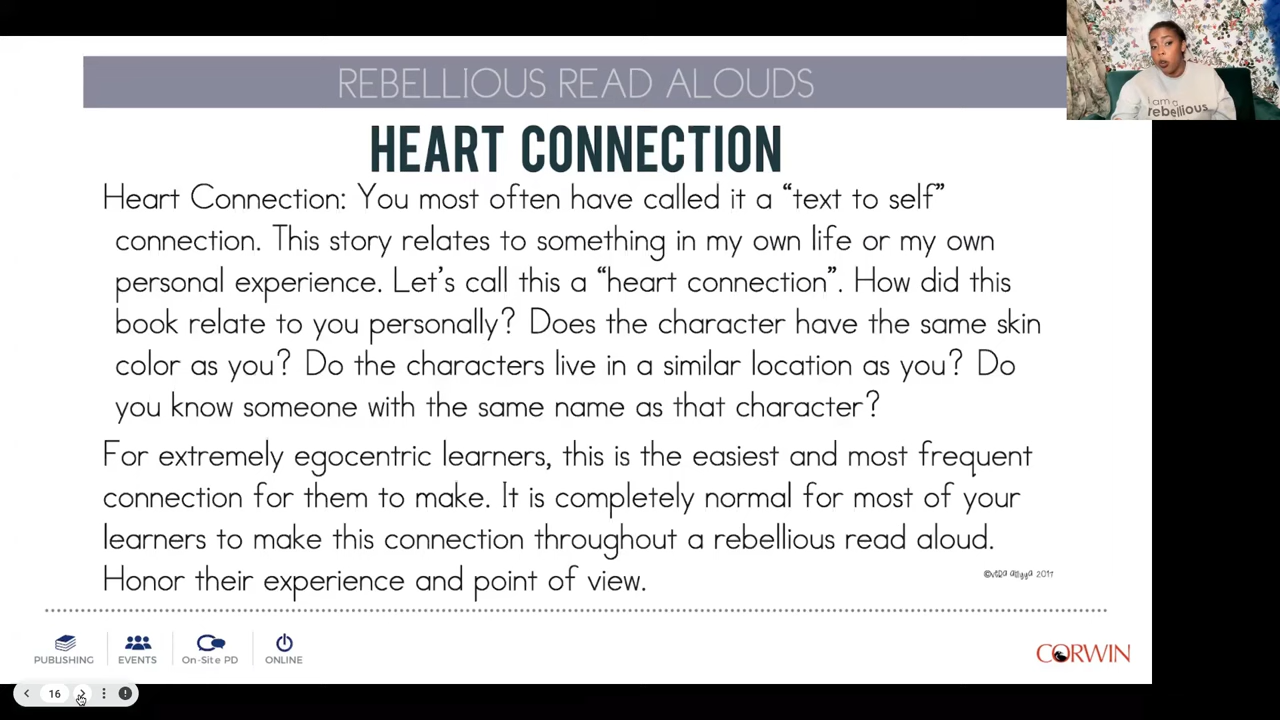 REBELLIOUS READ ALOUDS
I am a
rebellious
HEART CONNECTION
Heart Connection: You most often have called it a “text to self”
connection. This story relates to something in my own life or my own
personal experience. Let’s call this a “heart connection”. How did this
book relate to you personally? Does the character have the same skin
color as you? Do the characters live in a similar location as you? Do
you know someone with the same name as that character?
For extremely egocentric learners, this is the easiest and most frequent
connection for them to make. It is completely normal for most of your
learners to make this connection throughout a rebellious read aloud.
Honor their experience and point of view.
2017
PUBLISHING
EVENTS
On-Site PD
ONLINE
CORWIN
16